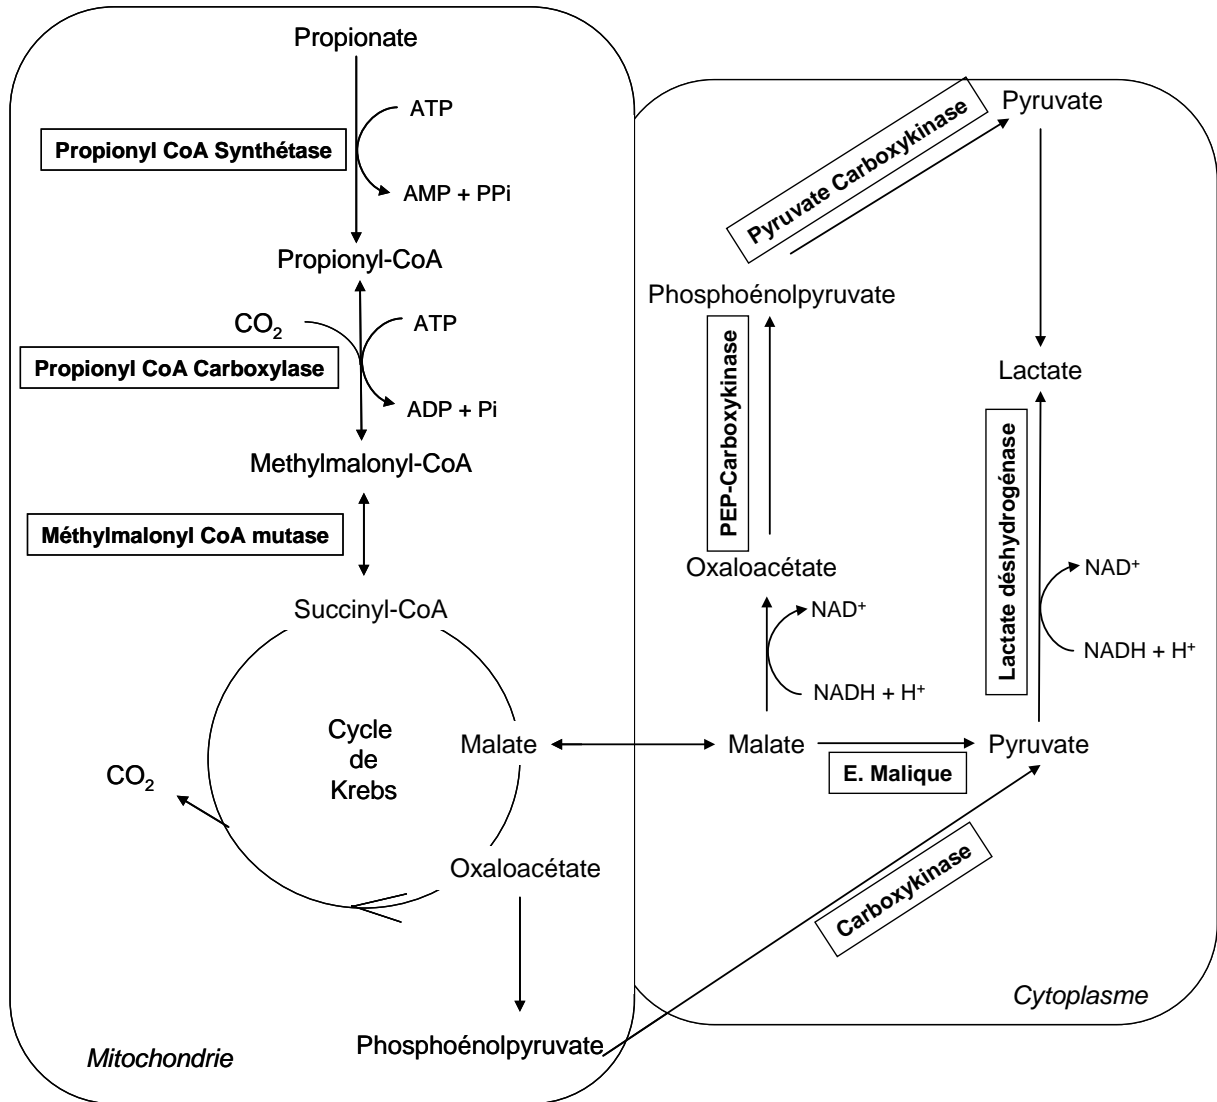 Propionate
ATP
Propionyl CoA Synthétase
AMP + PPi
Propionyl-CoA
CO₂
ATP
Propionyl CoA Carboxylase
ADP + Pi
Methylmalonyl-CoA
Méthylmalonyl CoA mutase
Succinyl-CoA
Cycle
de
Krebs
Malate
CO₂
Oxaloacétate
Phosphoénolpyruvate
Mitochondrie
Pyruvate Carboxykinase
Pyruvate
Phosphoénolpyruvate
PEP-Carboxykinase
Lactate
Lactate déshydrogénase
Oxaloacétate
NAD⁺
NADH + H⁺
NAD⁺
NADH + H⁺
Malate
Pyruvate
E. Malique
Carboxykinase
Cytoplasme